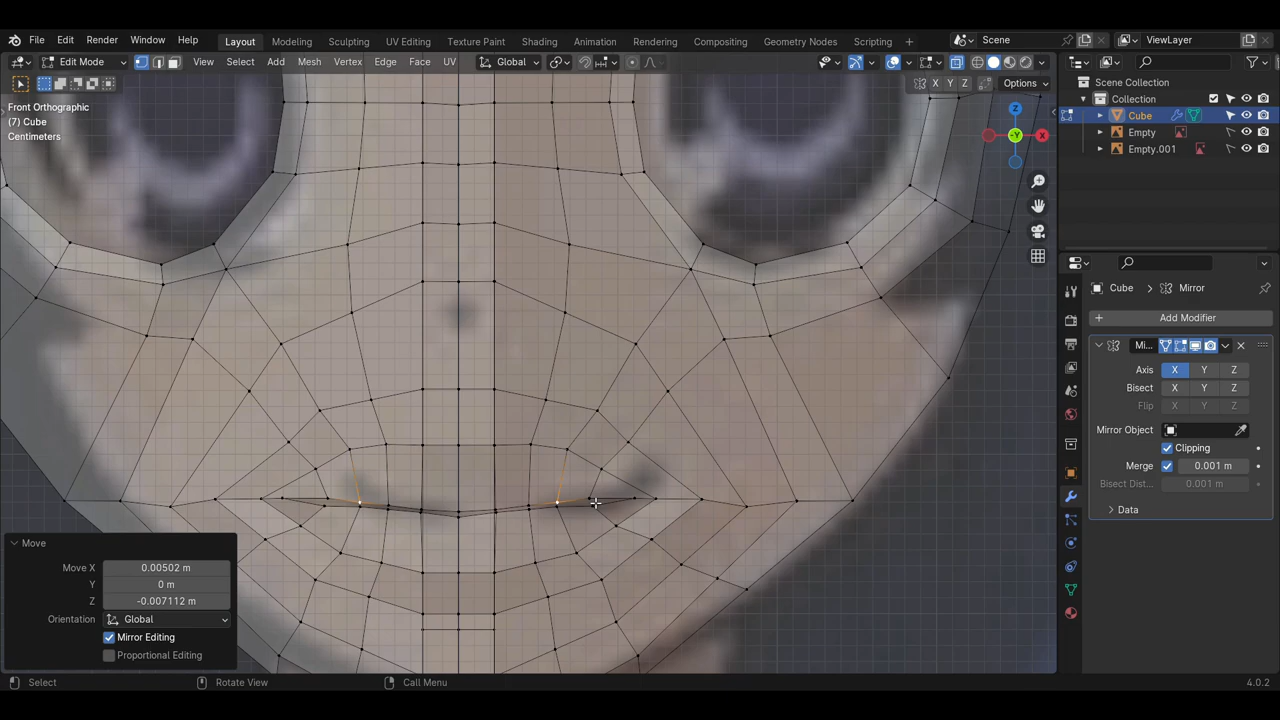 File Edit Render Window Help Layout Modeling Sculpting UV Editing Texture Paint Shading Animation Rendering Compositing Geometry Nodes Scripting + Scene ViewLayer
Edit Mode View Select Add Mesh Vertex Edge Face UV Global
X Y Z Options
Scene Collection
Collection
Cube
Empty
Empty.001
Front Orthographic
(7) Cube
Centimeters
Z
-Y X
Cube > Mirror
+ Add Modifier
Mi...
Axis X Y Z
Bisect X Y Z
Flip X Y Z
Mirror Object
Clipping
Merge 0.001 m
Bisect Dist... 0.001 m
Data
Move
Move X 0.00502 m
Y 0 m
Z -0.007112 m
Orientation Global
Mirror Editing
Proportional Editing
Select Rotate View Call Menu 4.0.2